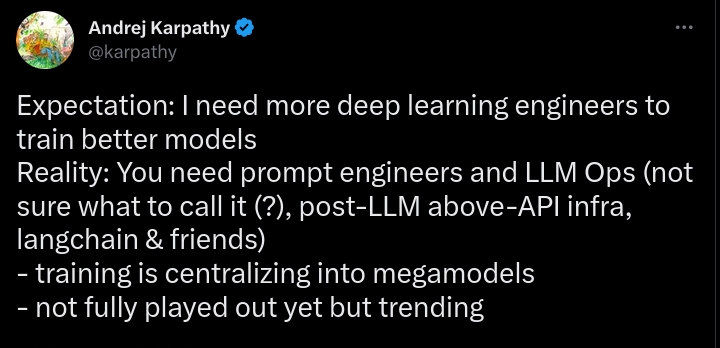 Andrej Karpathy
@karpathy
Expectation: I need more deep learning engineers to
train better models
Reality: You need prompt engineers and LLM Ops (not
sure what to call it (?), post-LLM above-API infra,
langchain & friends)
- training is centralizing into megamodels
- not fully played out yet but trending